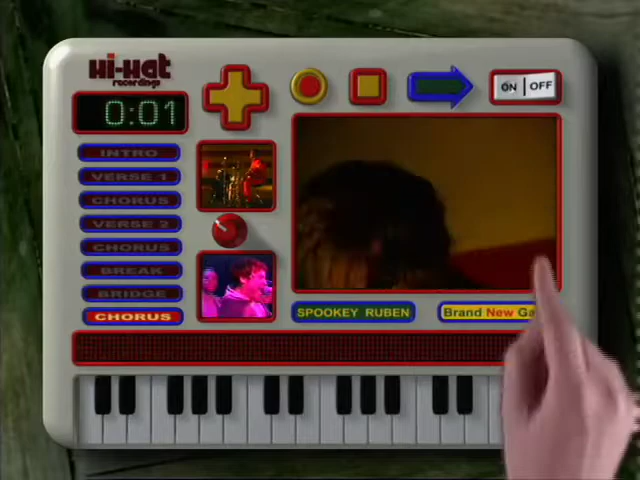 Hi-Hat
recordings
0:01
ON | OFF
INTRO
VERSE 1
CHORUS
VERSE 2
CHORUS
BREAK
BRIDGE
CHORUS
SPOOKEY RUBEN
Brand New Ga